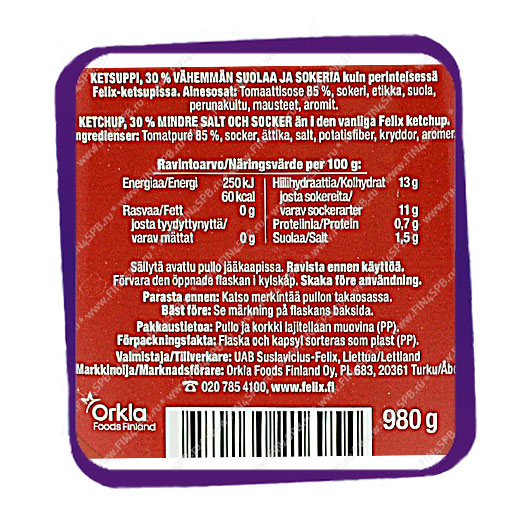 KETSUPPI, 30 % VÄHEMMÄN SUOLAA JA SOKERIA kuin perinteisessä
Felix-ketsupissa. Ainesosat: Tomaattisose 85 %, sokeri, etikka, suola,
perunakuitu, mausteet, aromit.
KETCHUP, 30 % MINDRE SALT OCH SOCKER än i den vanliga Felix ketchup.
ngredienser: Tomatpuré 85 %, socker, ättika, salt, potatisfiber, kryddor, aromer
Ravintoarvo/Näringsvärde per 100 g:
Energiaa/Energi 250 kJ
60 kcal
Rasvaa/Fett 0 g
josta tyydyttynyttä/
varav mättat 0 g
Hiilihydraattia/Kolhydrat 13 g
josta sokereita/
varav sockerarter 11 g
Proteiinia/Protein 0,7 g
Suolaa/Salt 1,5 g
Säilytä avattu pullo jääkaapissa. Ravista ennen käyttöä.
Förvara den öppnade flaskan i kylskåp. Skaka före användning.
Parasta ennen: Katso merkintää pullon takaosassa.
Bäst före: Se märkning på flaskans baksida.
Pakkaustietoa: Pullo ja korkki lajitellaan muovina (PP).
Förpackningsfakta: Flaska och kapsyl sorteras som plast (PP).
Valmistaja/Tillverkare: UAB Suslavicius-Felix, Liettua/Lettland
Markkinoija/Marknadsförare: Orkla Foods Finland Oy, PL 683, 20361 Turku/Åbo
☎ 020 785 4100, www.felix.fi
Orkla
Foods Finland
980 g